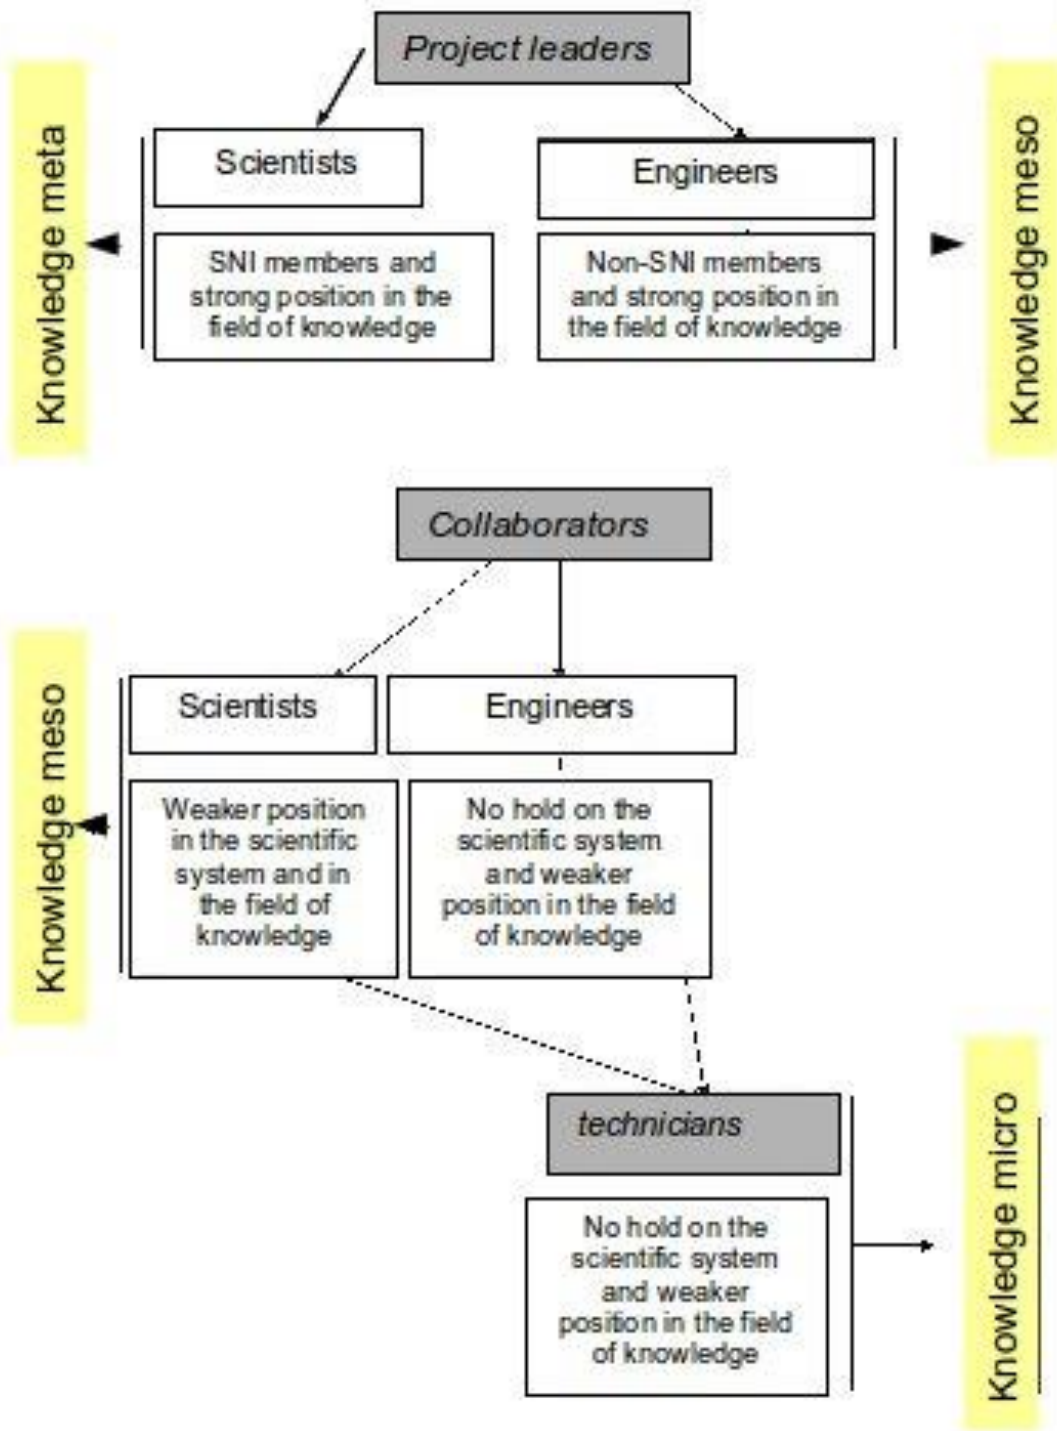 Project leaders
Knowledge meta
Scientists
SNI members and
strong position in the
field of knowledge
Engineers
Non-SNI members
and strong position in
the field of knowledge
Knowledge meso
Collaborators
Knowledge meso
Scientists
Weaker position
in the scientific
system and in
the field of
knowledge
Engineers
No hold on the
scientific system
and weaker
position in the field
of knowledge
technicians
No hold on the
scientific system
and weaker
position in the field
of knowledge
Knowledge micro